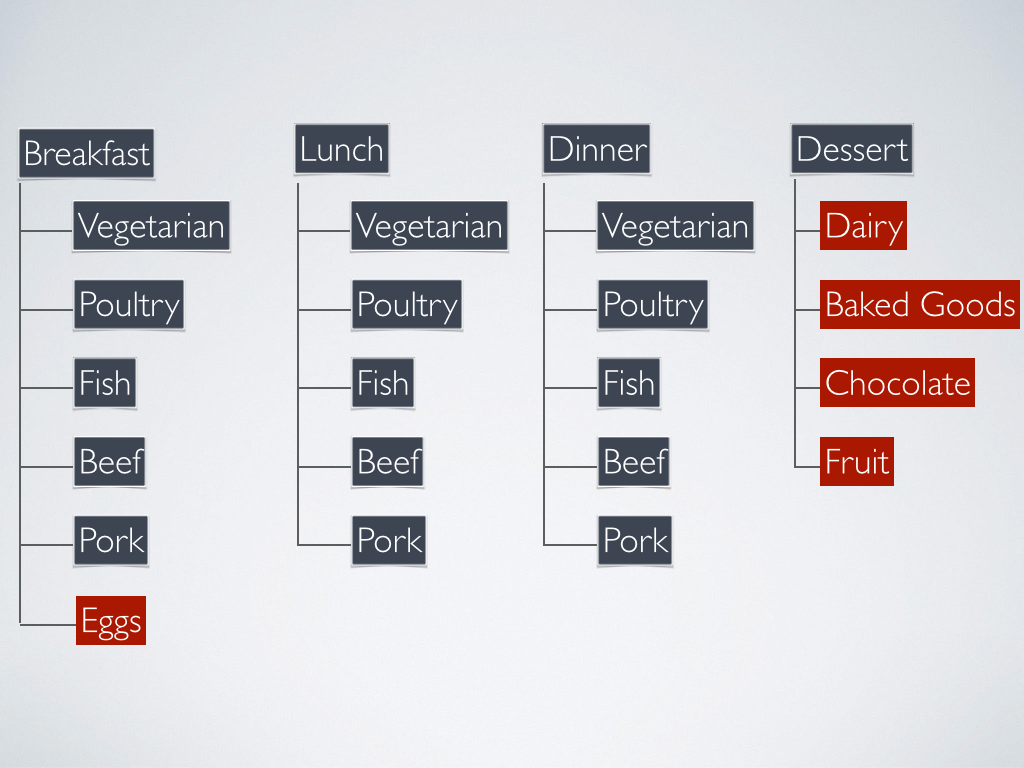 Breakfast
Vegetarian
Poultry
Fish
Beef
Pork
Eggs
Lunch
Vegetarian
Poultry
Fish
Beef
Pork
Dinner
Vegetarian
Poultry
Fish
Beef
Pork
Dessert
Dairy
Baked Goods
Chocolate
Fruit